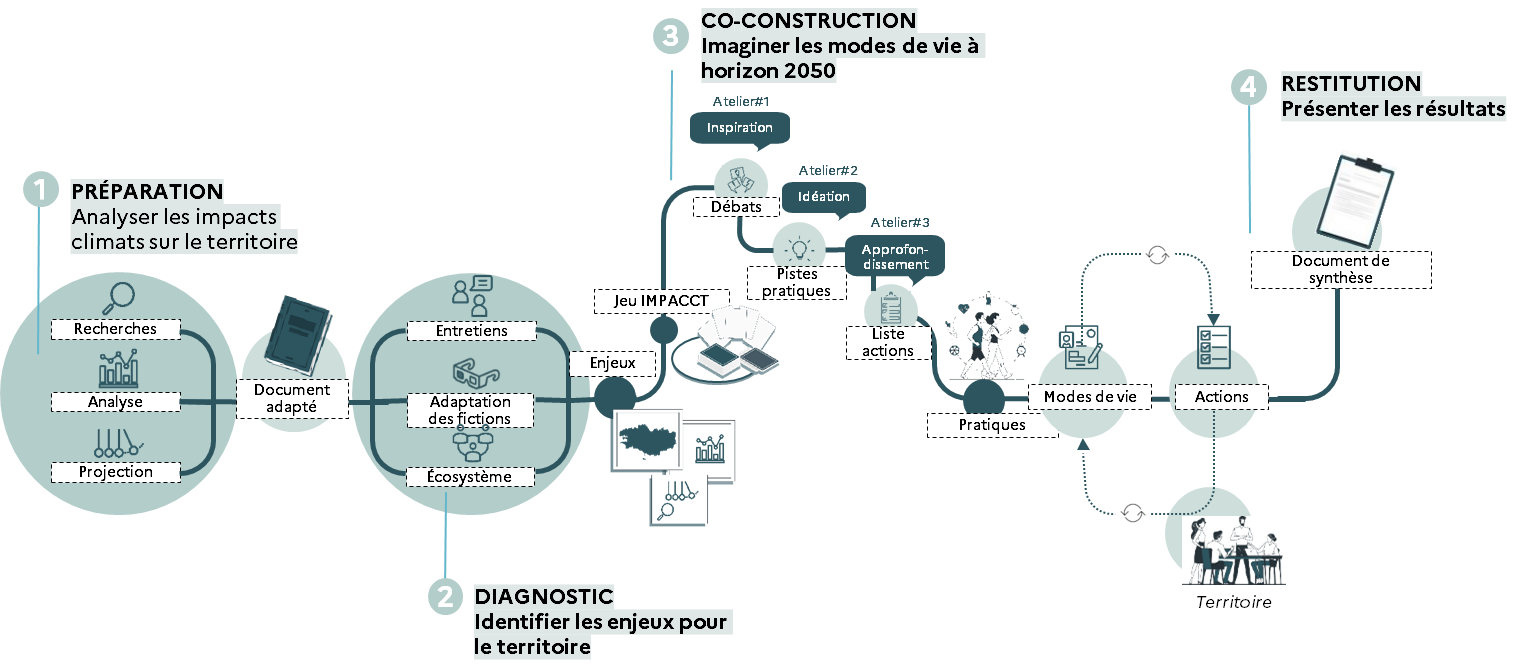 1
PRÉPARATION
Analyser les impacts
climats sur le territoire
Recherches
Analyse
Projection
Document
adapté
Entretiens
Adaptation
des fictions
Écosystème
2
DIAGNOSTIC
Identifier les enjeux pour
le territoire
Enjeux
Jeu IMPACCT
3
CO-CONSTRUCTION
Imaginer les modes de vie à
horizon 2050
Atelier#1
Inspiration
Débats
Atelier#2
Idéation
Pistes
pratiques
Atelier#3
Approfon-
dissement
Liste
actions
Pratiques
Modes de vie
Actions
Territoire
4
RESTITUTION
Présenter les résultats
Document de
synthèse